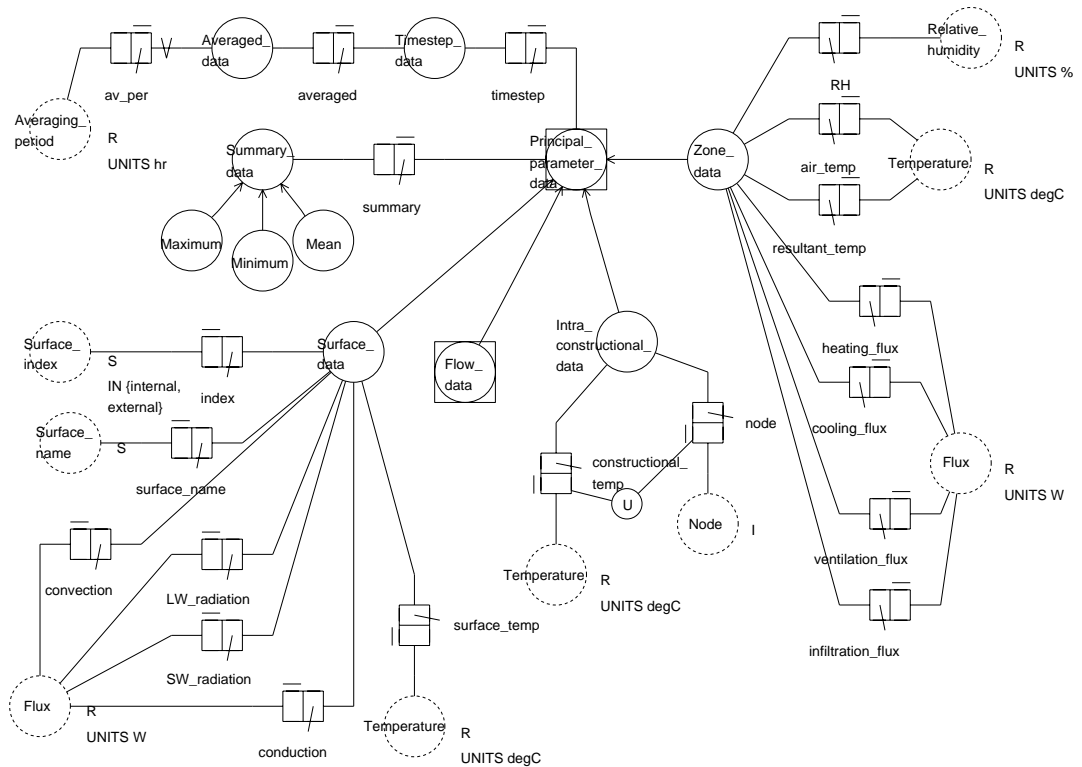 Averaged_
data
Timestep_
data
av_per
averaged
timestep
Averaging_
period
R
UNITS hr
Relative_
humidity
R
UNITS %
RH
Summary_
data
summary
Principal_
parameter_
data
Zone_
data
air_temp
Temperature
R
UNITS degC
resultant_temp
Maximum
Minimum
Mean
heating_flux
cooling_flux
Flux
R
UNITS W
ventilation_flux
infiltration_flux
Surface_
index
S
IN {internal,
external}
index
Surface_
data
Flow_
data
Intra_
constructional_
data
node
constructional_
temp
U
Node
I
Temperature
R
UNITS degC
Surface_
name
S
surface_name
convection
LW_radiation
SW_radiation
surface_temp
Flux
R
UNITS W
conduction
Temperature
R
UNITS degC